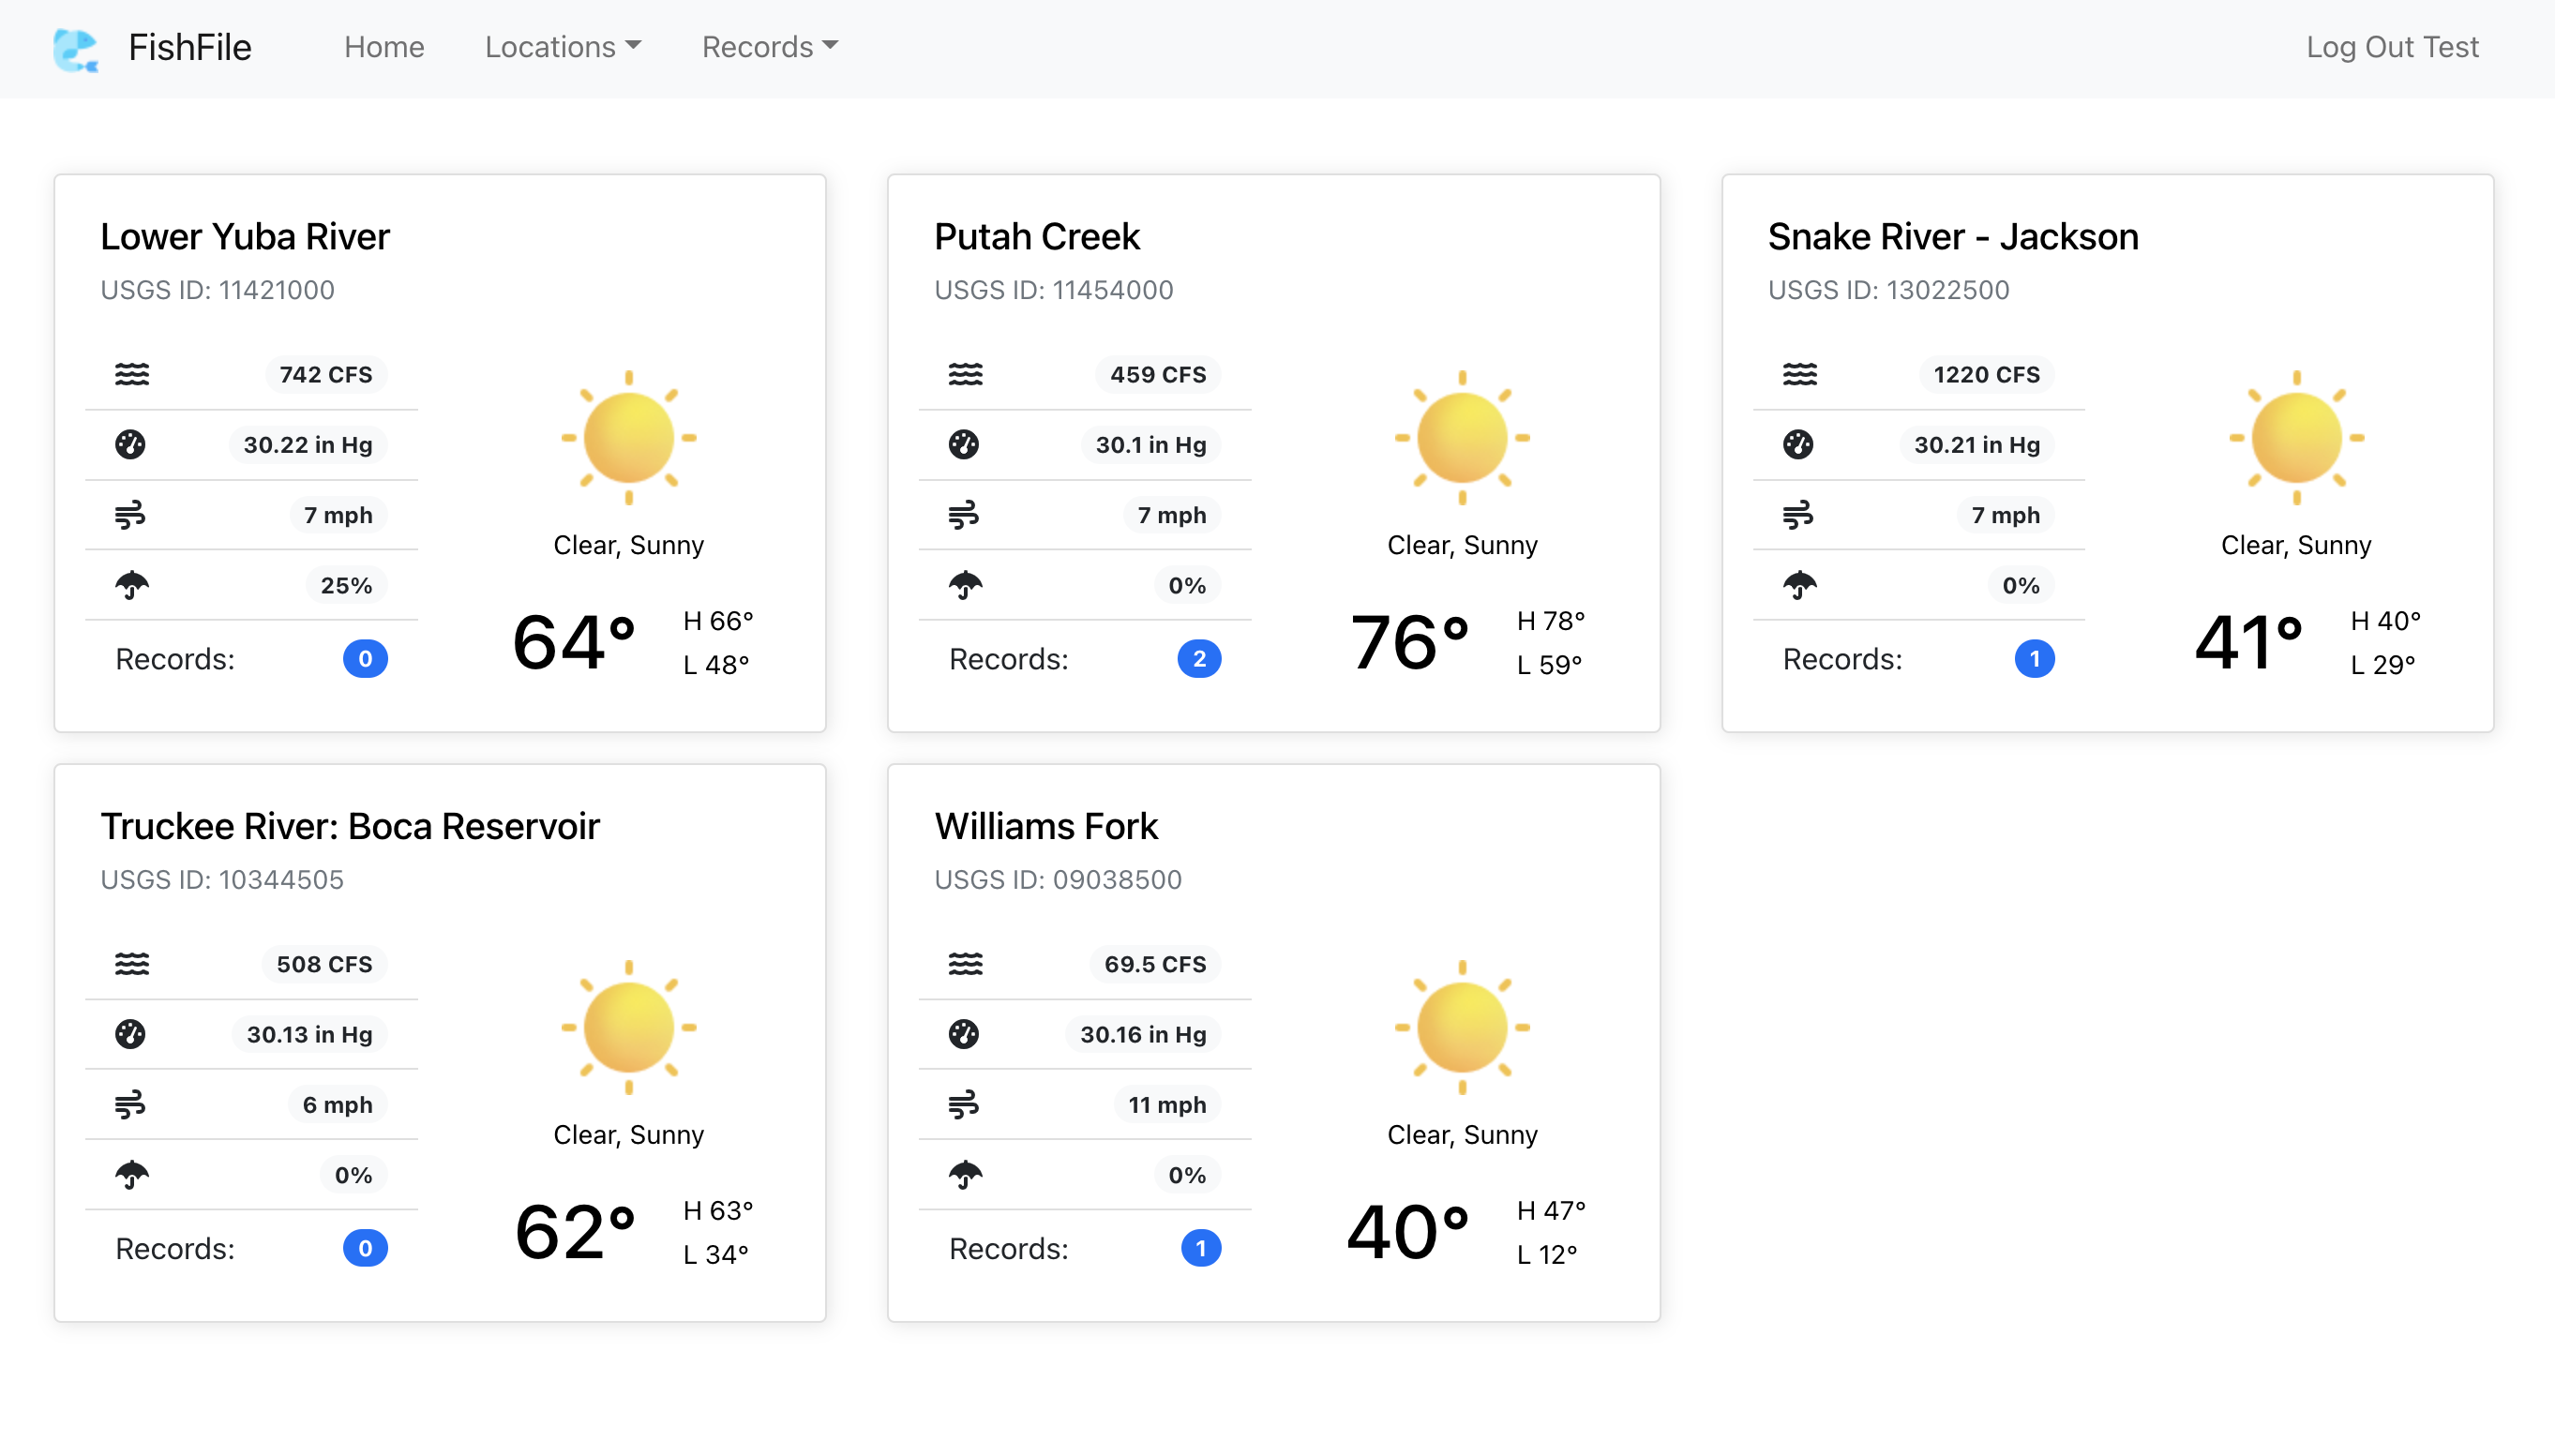 FishFile Home Locations Records Log Out Test
Lower Yuba River
USGS ID: 11421000
742 CFS
30.22 in Hg
7 mph
25%
Records: 0
Clear, Sunny
64°
H 66°
L 48°
Putah Creek
USGS ID: 11454000
459 CFS
30.1 in Hg
7 mph
0%
Records: 2
Clear, Sunny
76°
H 78°
L 59°
Snake River - Jackson
USGS ID: 13022500
1220 CFS
30.21 in Hg
7 mph
0%
Records: 1
Clear, Sunny
41°
H 40°
L 29°
Truckee River: Boca Reservoir
USGS ID: 10344505
508 CFS
30.13 in Hg
6 mph
0%
Records: 0
Clear, Sunny
62°
H 63°
L 34°
Williams Fork
USGS ID: 09038500
69.5 CFS
30.16 in Hg
11 mph
0%
Records: 1
Clear, Sunny
40°
H 47°
L 12°